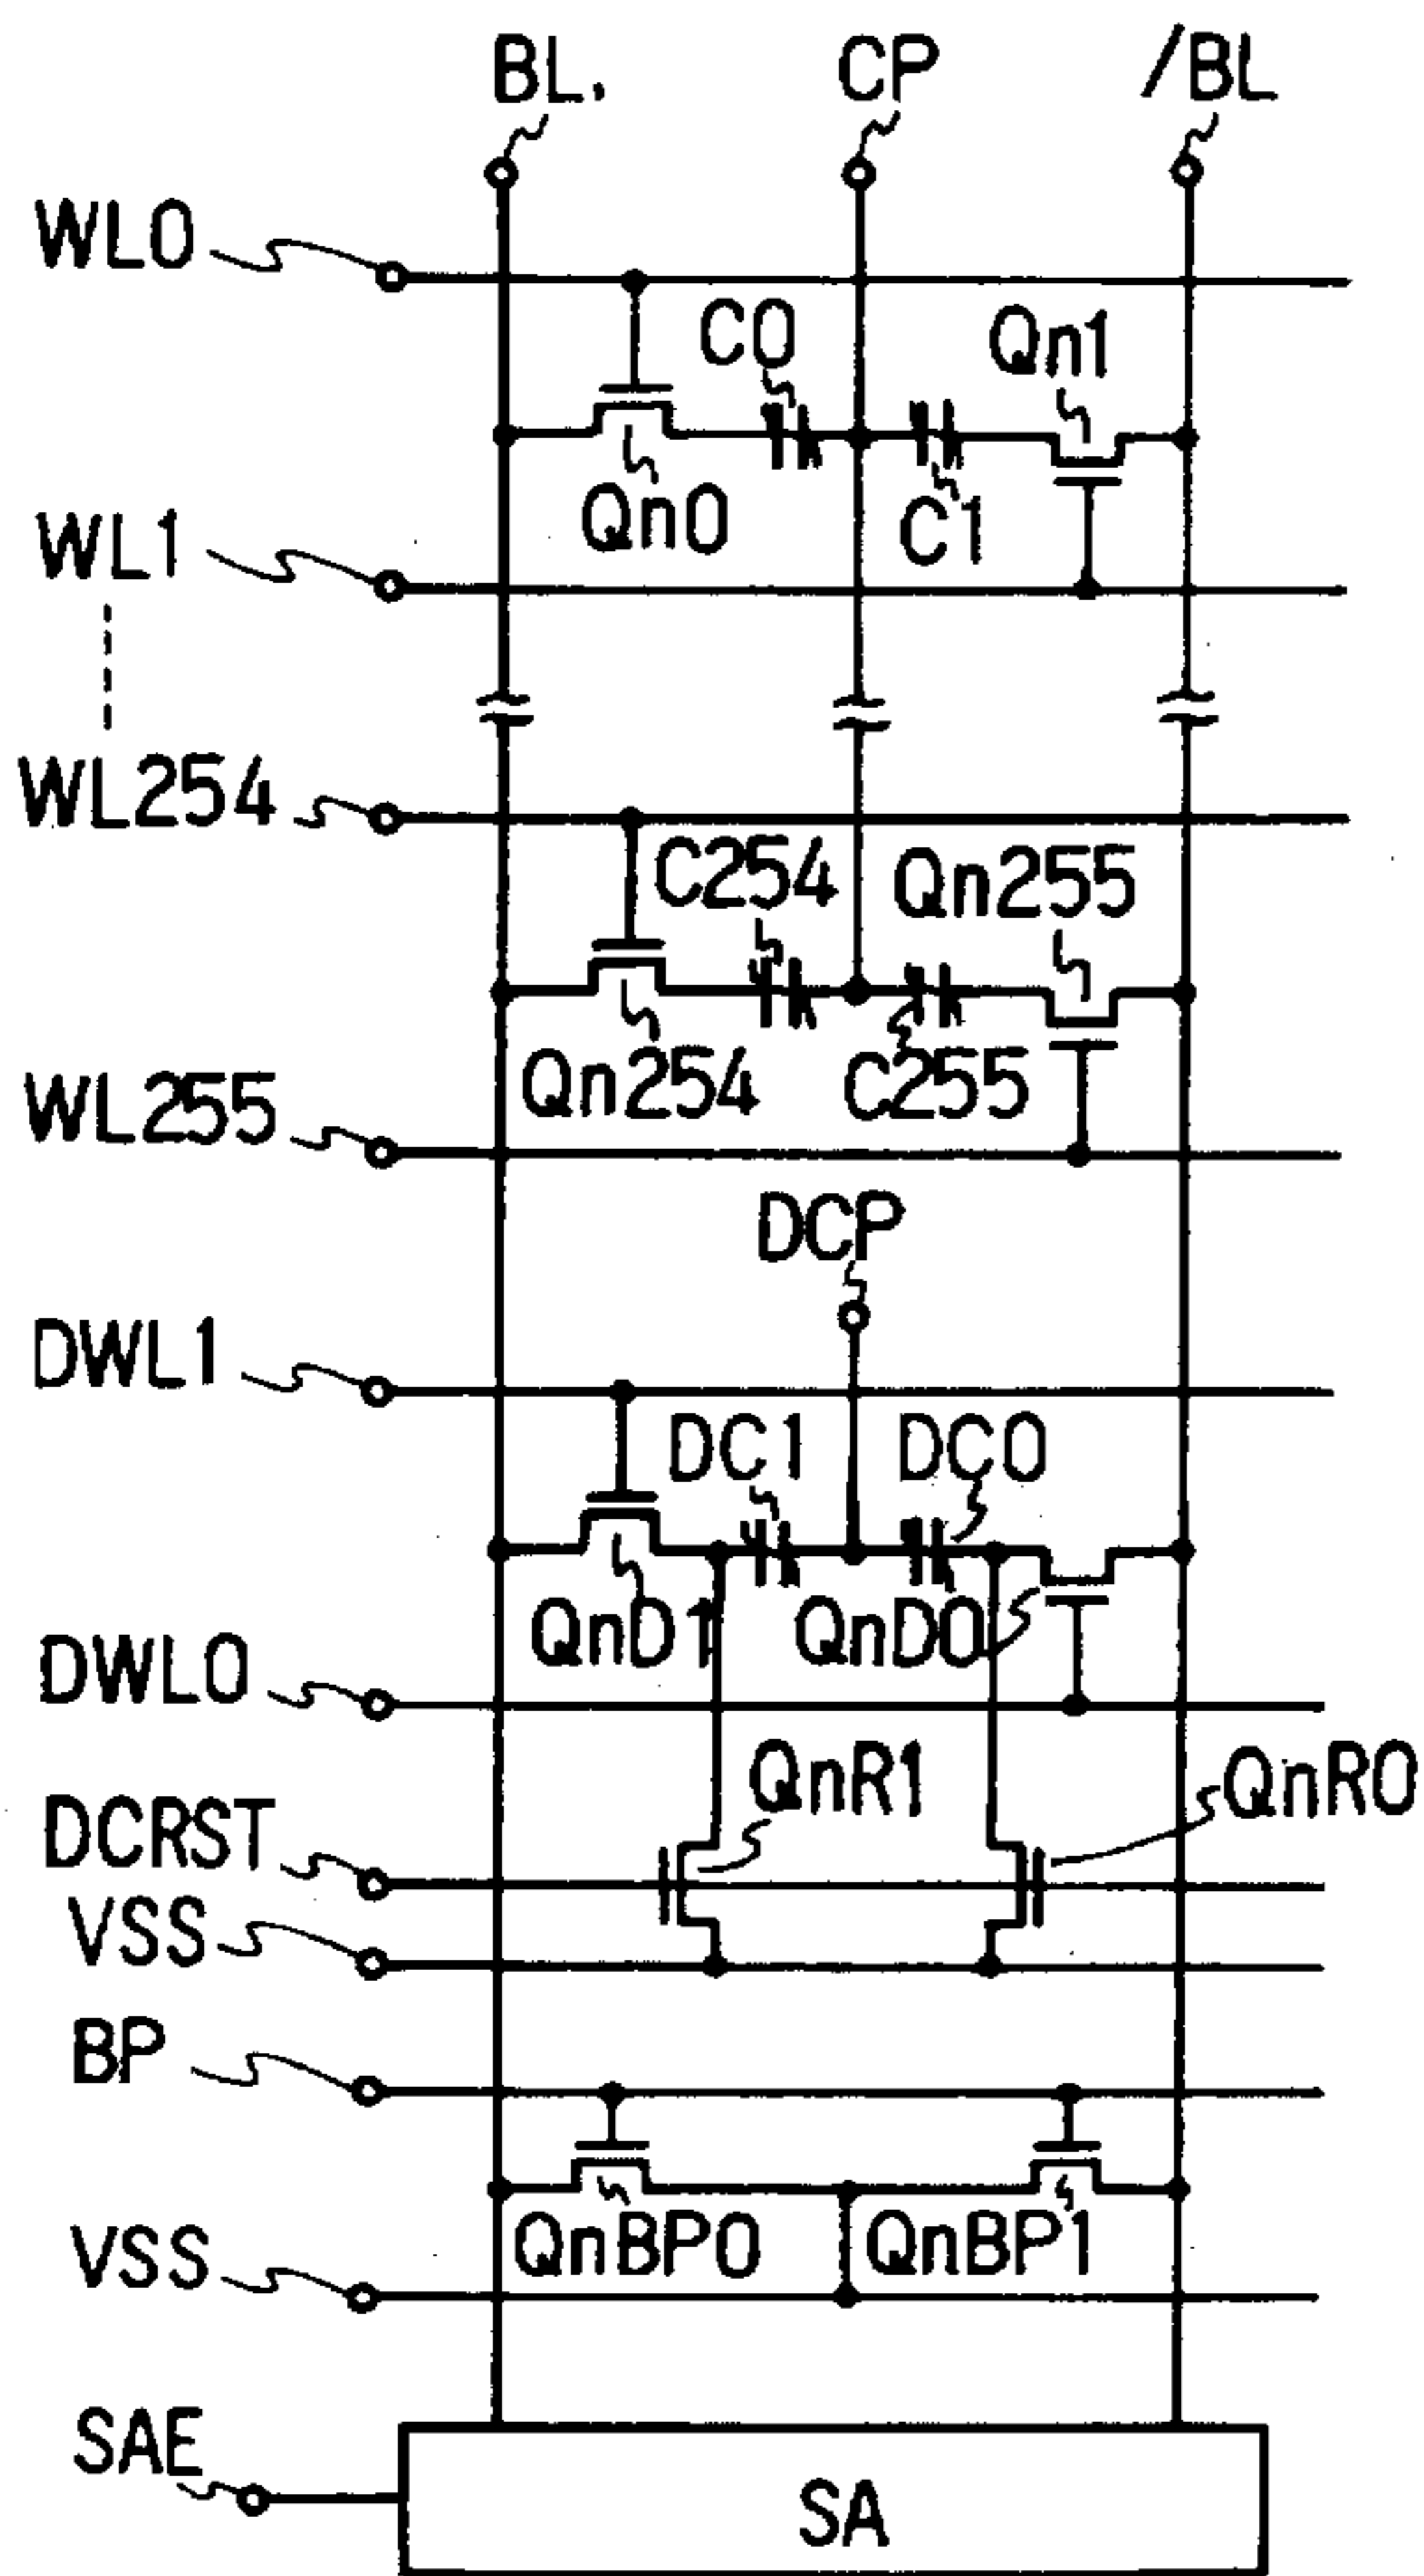 BL.
CP
/BL
WL0
C0
Qn1
Qn0
C1
WL1
WL254
C254
Qn255
Qn254
C255
WL255
DCP
DWL1
DC1
DC0
QnD1
QnD0
DWL0
QnR1
QnR0
DCRST
VSS
BP
QnBP0
QnBP1
VSS
SAE
SA